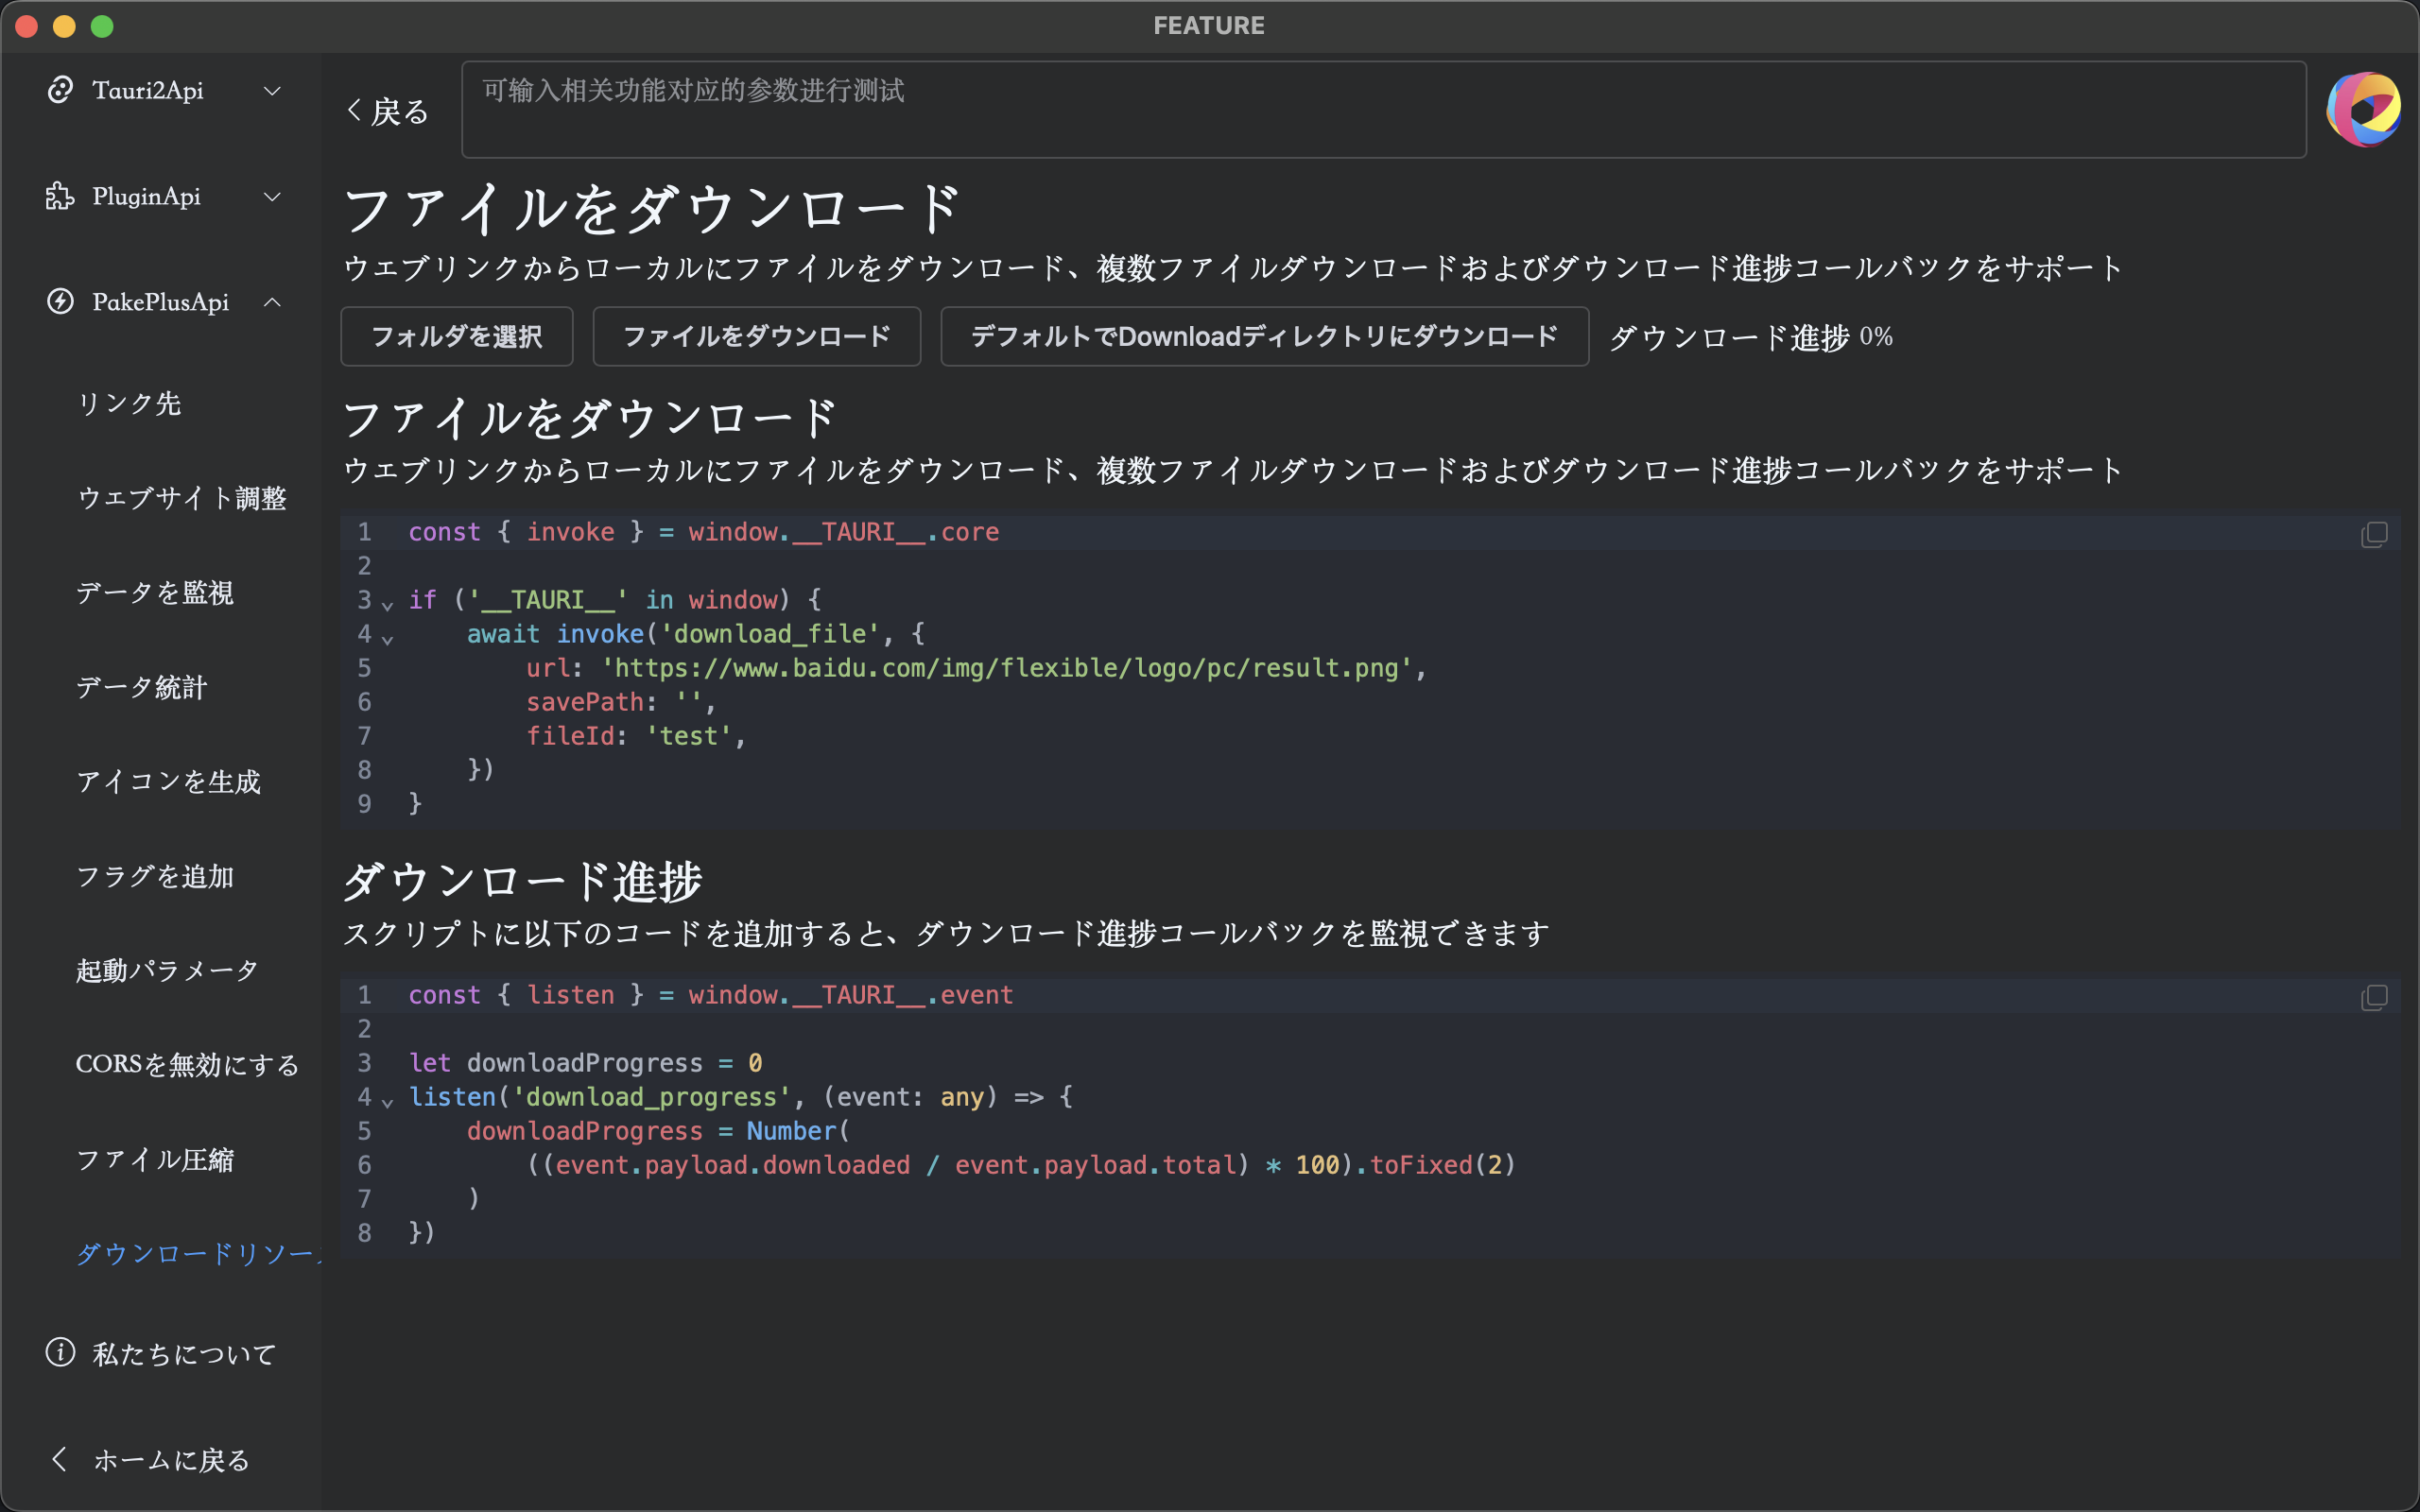 FEATURE
Tauri2Api
PluginApi
PakePlusApi
リンク先
ウェブサイト調整
データを監視
データ統計
アイコンを生成
フラグを追加
起動パラメータ
CORSを無効にする
ファイル圧縮
ダウンロードリソー
私たちについて
ホームに戻る
戻る
可输入相关功能对应的参数进行测试
ファイルをダウンロード
ウェブリンクからローカルにファイルをダウンロード、複数ファイルダウンロードおよびダウンロード進捗コールバックをサポート
フォルダを選択 ファイルをダウンロード デフォルトでDownloadディレクトリにダウンロード ダウンロード進捗 0%
ファイルをダウンロード
ウェブリンクからローカルにファイルをダウンロード、複数ファイルダウンロードおよびダウンロード進捗コールバックをサポート
1 const { invoke } = window.__TAURI__.core
2
3 if ('__TAURI__' in window) {
4 await invoke('download_file', {
5 url: 'https://www.baidu.com/img/flexible/logo/pc/result.png',
6 savePath: '',
7 fileId: 'test',
8 })
9 }
ダウンロード進捗
スクリプトに以下のコードを追加すると、ダウンロード進捗コールバックを監視できます
1 const { listen } = window.__TAURI__.event
2
3 let downloadProgress = 0
4 listen('download_progress', (event: any) => {
5 downloadProgress = Number(
6 ((event.payload.downloaded / event.payload.total) * 100).toFixed(2)
7 )
8 })